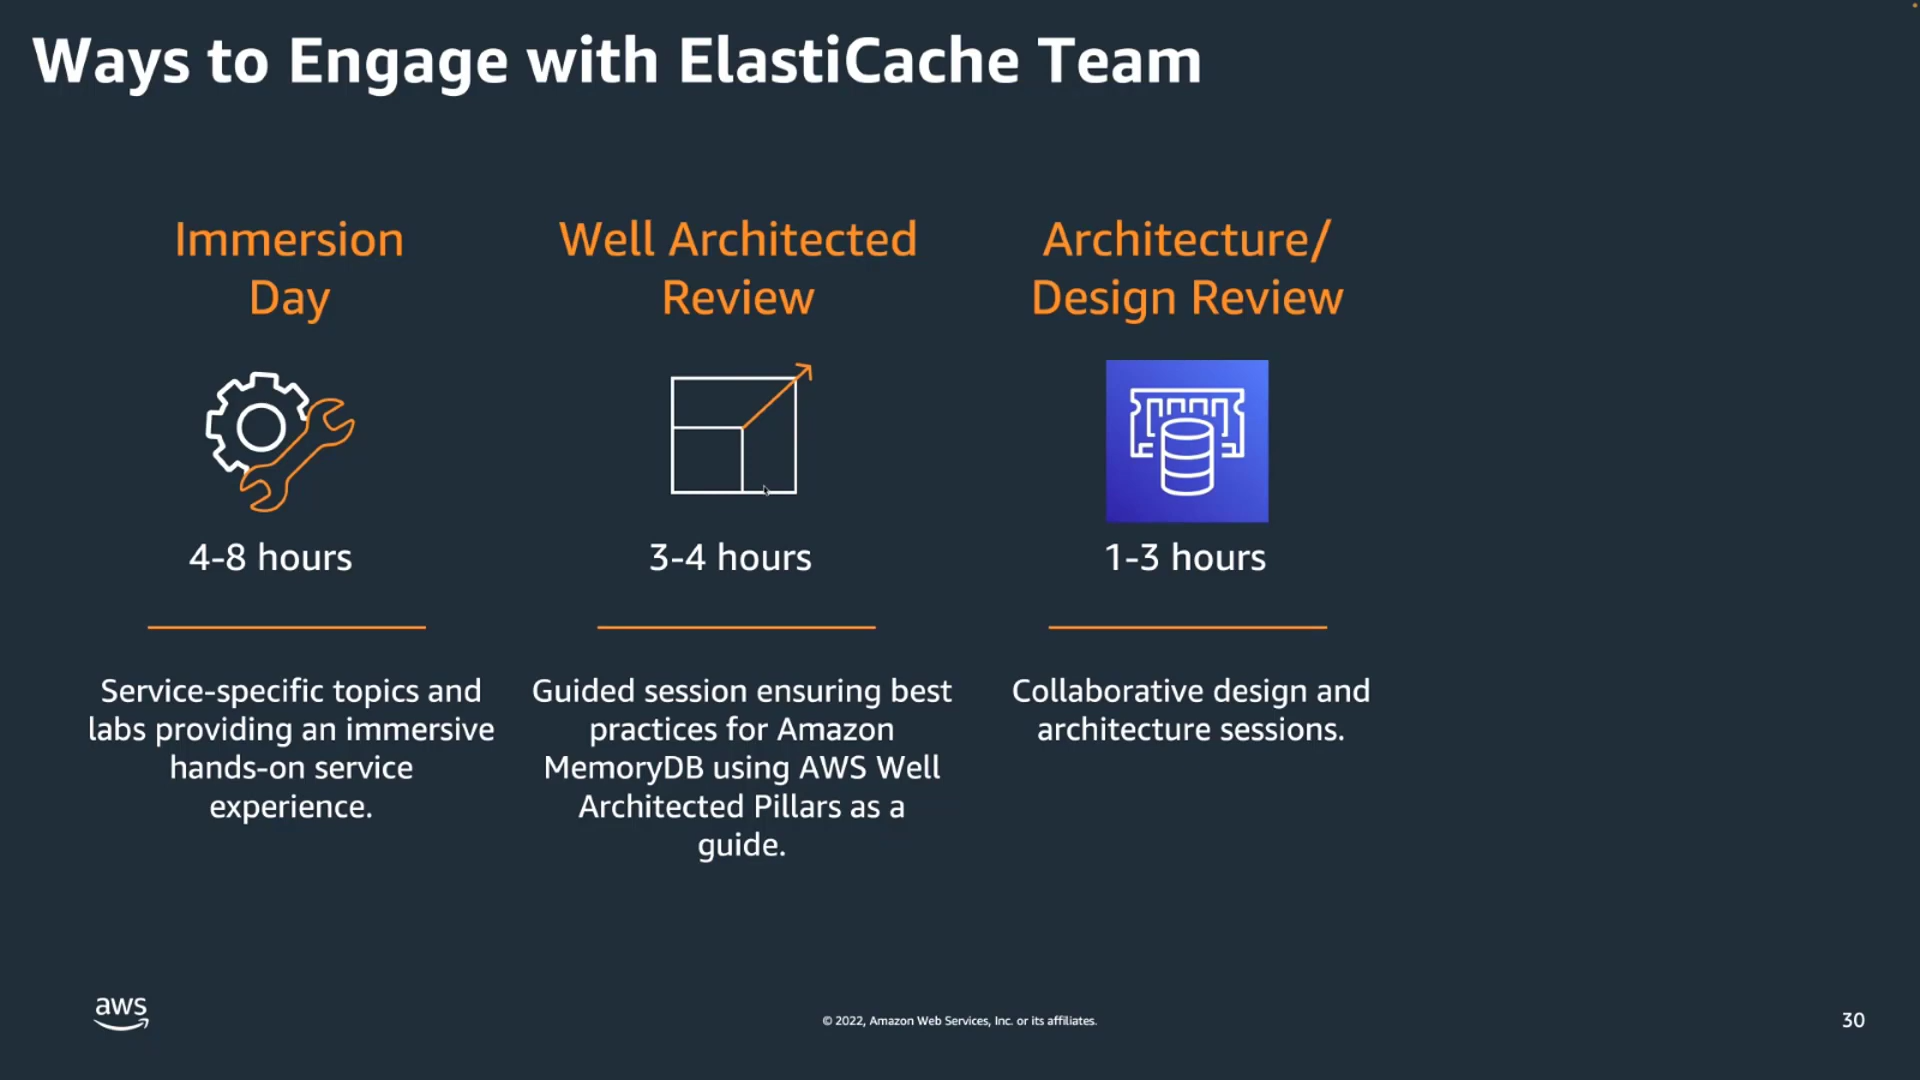 Ways to Engage with ElastiCache Team
Immersion
Day
4-8 hours
Service-specific topics and
labs providing an immersive
hands-on service
experience.
Well Architected
Review
3-4 hours
Guided session ensuring best
practices for Amazon
MemoryDB using AWS Well
Architected Pillars as a
guide.
Architecture/
Design Review
1-3 hours
Collaborative design and
architecture sessions.
aws
© 2022, Amazon Web Services, Inc. or its affiliates.
30